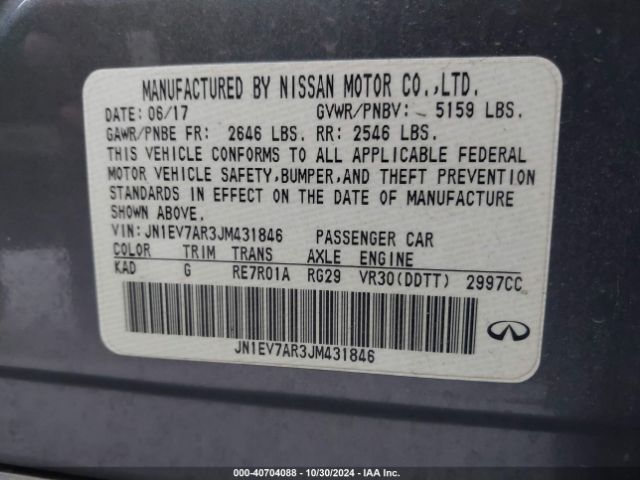 MANUFACTURED BY NISSAN MOTOR CO.,LTD.
DATE: 06/17 GVWR/PNBV: 5159 LBS.
GAWR/PNBE FR: 2646 LBS. RR: 2546 LBS.
THIS VEHICLE CONFORMS TO ALL APPLICABLE FEDERAL
MOTOR VEHICLE SAFETY,BUMPER,AND THEFT PREVENTION
STANDARDS IN EFFECT ON THE DATE OF MANUFACTURE
SHOWN ABOVE.
VIN: JN1EV7AR3JM431846 PASSENGER CAR
COLOR TRIM TRANS AXLE ENGINE
KAD G RE7R01A RG29 VR30(DDTT) 2997CC
JN1EV7AR3JM431846
000-40704088 - 10/30/2024 - IAA